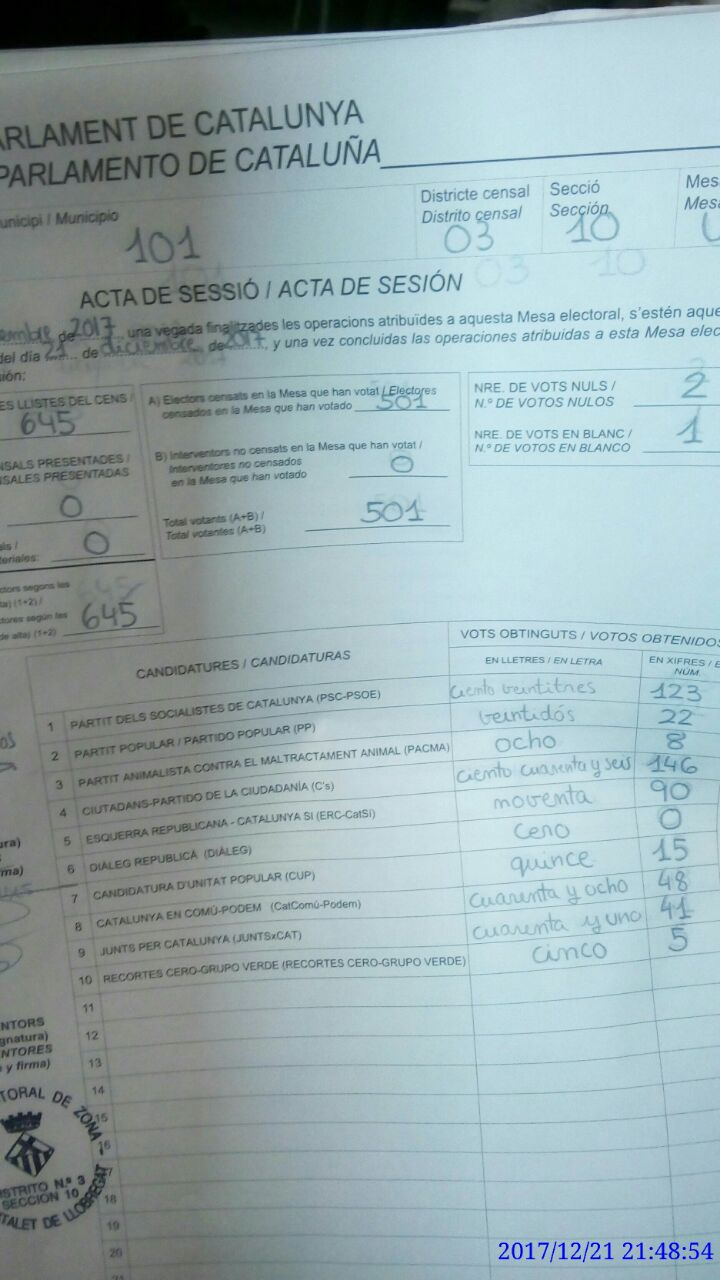 ARLAMENT DE CATALUNYA
PARLAMENTO DE CATALUÑA
unicipi / Municipio
101
Districte censal
Distrito censal
03
Secció
Sección
10
Mes
Mesa
U
ACTA DE SESSIÓ / ACTA DE SESIÓN
embre de 2017, una vegada finalitzades les operacions atribuïdes a aquesta Mesa electoral, s'estén aque
del día 21 de diciembre de 2017, y una vez concluidas las operaciones atribuidas a esta Mesa elec
sión:
ES LLISTES DEL CENS /
645
NSALS PRESENTADES /
SALES PRESENTADAS
0
als /
teriales: 0
ctors segons les
ta) (1+2) /
ctores según las
de alta) (1+2) 645
A) Electors censats en la Mesa que han votat / Electores
censados en la Mesa que han votado 501
B) Interventors no censats en la Mesa que han votat /
Interventores no censados
en la Mesa que han votado 0
Total votants (A+B) /
Total votantes (A+B) 501
NRE. DE VOTS NULS /
N.º DE VOTOS NULOS 2
NRE. DE VOTS EN BLANC /
N.º DE VOTOS EN BLANCO 1
CANDIDATURES / CANDIDATURAS
VOTS OBTINGUTS / VOTOS OBTENIDOS
EN LLETRES / EN LETRA
EN XIFRES / E
NÚM.
1 PARTIT DELS SOCIALISTES DE CATALUNYA (PSC-PSOE) ciento veintitres 123
2 PARTIT POPULAR / PARTIDO POPULAR (PP) veintidós 22
3 PARTIT ANIMALISTA CONTRA EL MALTRACTAMENT ANIMAL (PACMA) ocho 8
4 CIUTADANS-PARTIDO DE LA CIUDADANÍA (C's) ciento cuarenta y seis 146
5 ESQUERRA REPUBLICANA - CATALUNYA SI (ERC-CatSI) noventa 90
6 DIÀLEG REPUBLICÀ (DIÀLEG) cero 0
7 CANDIDATURA D'UNITAT POPULAR (CUP) quince 15
8 CATALUNYA EN COMÚ-PODEM (CatComú-Podem) cuarenta y ocho 48
9 JUNTS PER CATALUNYA (JUNTSxCAT) cuarenta y uno 41
10 RECORTES CERO-GRUPO VERDE (RECORTES CERO-GRUPO VERDE) cinco 5
11
12
13
14
15
16
17
18
19
20
21
ura)
ma)
NTORS
gnatura)
NTORES
e y firma)
TORAL DE ZONA
STRITO N.º 3
SECCIÓN 10
TALET DE LLOBREGAT
2017/12/21 21:48:54